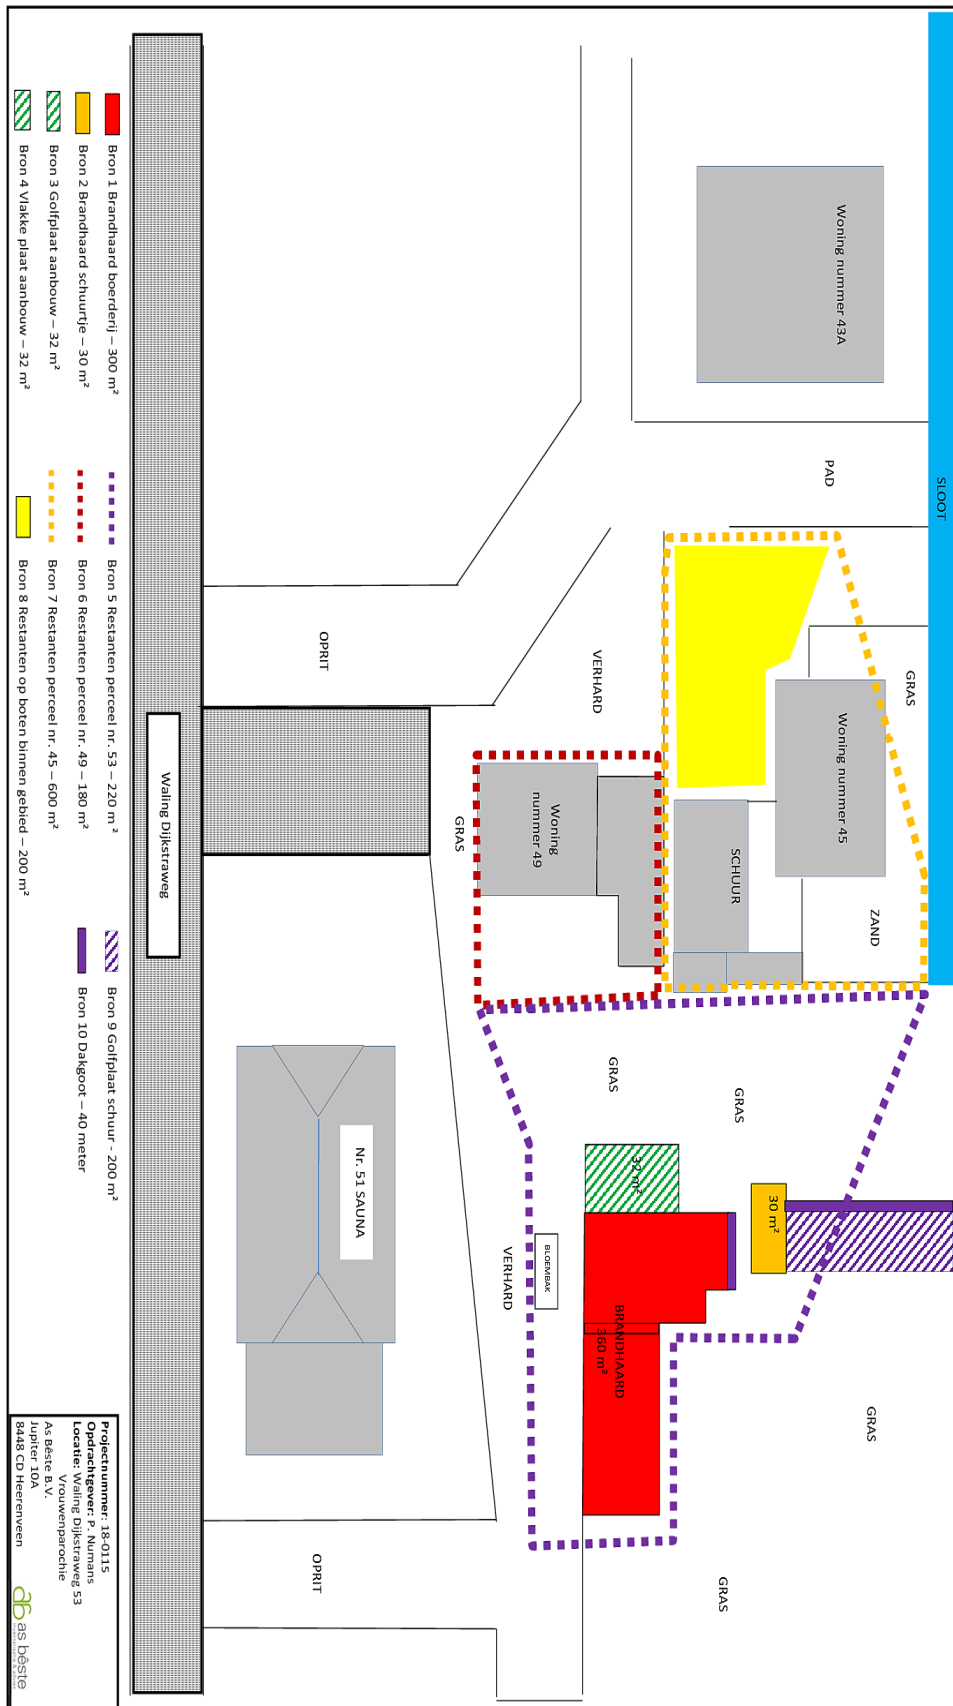 SLOOT
Woning nummer 43A
PAD
GRAS
Woning nummer 45
ZAND
SCHUUR
VERHARD
OPRIT
Woning
nummer 49
GRAS
GRAS
GRAS
30 m²
32 m²
BLOEMBAK
BRANDHAARD
360 m²
VERHARD
GRAS
GRAS
Nr. 51 SAUNA
OPRIT
Waling Dijkstraweg
Bron 1 Brandhaard boerderij – 300 m²
Bron 2 Brandhaard schuurtje – 30 m²
Bron 3 Golfplaat aanbouw – 32 m²
Bron 4 Vlakke plaat aanbouw – 32 m²
Bron 5 Restanten perceel nr. 53 – 220 m ²
Bron 6 Restanten perceel nr. 49 – 180 m²
Bron 7 Restanten perceel nr. 45 – 600 m²
Bron 8 Restanten op boten binnen gebied – 200 m²
Bron 9 Golfplaat schuur - 200 m²
Bron 10 Dakgoot – 40 meter
Projectnummer: 18-0115
Opdrachtgever: P. Numans
Locatie: Waling Dijkstraweg 53
Vrouwenparochie
As Bêste B.V.
Jupiter 10A
8448 CD Heerenveen
as bêste